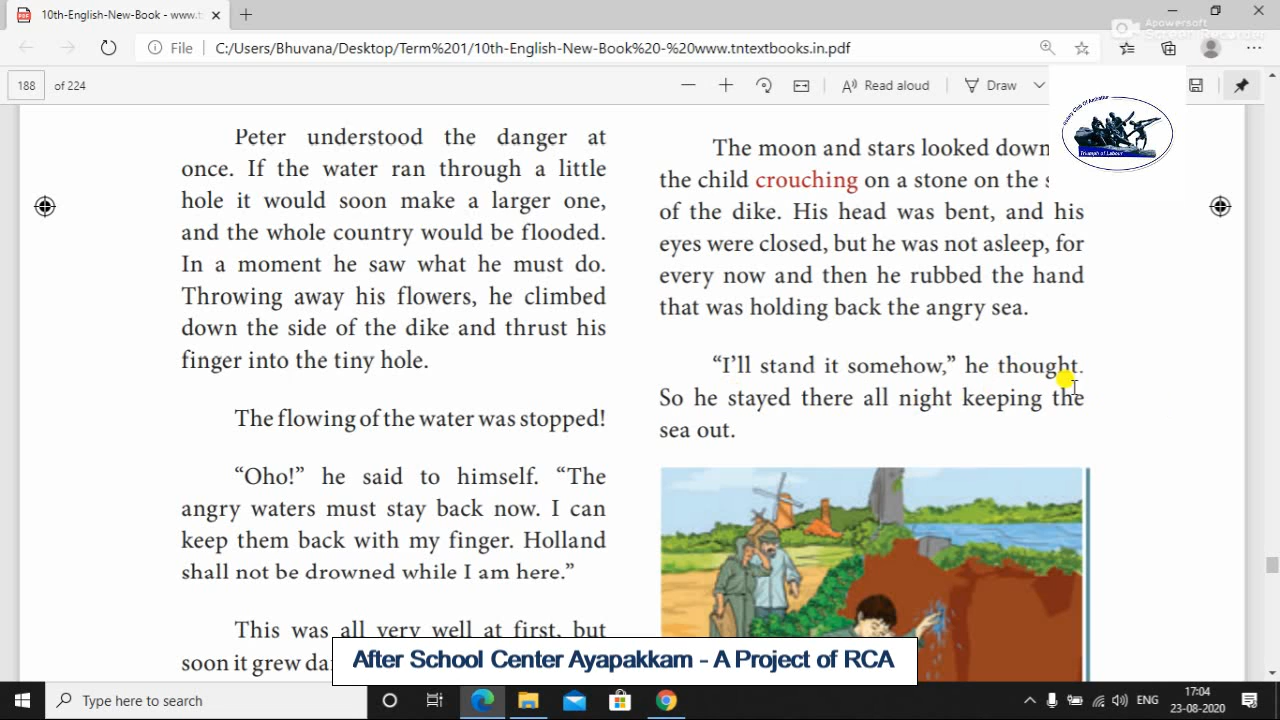 10th-English-New-Book - www.t
Apowersoft
Screen Recorder
File
C:/Users/Bhuvana/Desktop/Term%201/10th-English-New-Book%20-%20www.tntextbooks.in.pdf
188 of 224
Read aloud
Draw
Triumph of Labour
Peter understood the danger at
once. If the water ran through a little
hole it would soon make a larger one,
and the whole country would be flooded.
In a moment he saw what he must do.
Throwing away his flowers, he climbed
down the side of the dike and thrust his
finger into the tiny hole.
The flowing of the water was stopped!
“Oho!” he said to himself. “The
angry waters must stay back now. I can
keep them back with my finger. Holland
shall not be drowned while I am here.”
This was all very well at first, but
soon it grew da
The moon and stars looked down
the child crouching on a stone on the s
of the dike. His head was bent, and his
eyes were closed, but he was not asleep, for
every now and then he rubbed the hand
that was holding back the angry sea.
“I’ll stand it somehow,” he thought.
So he stayed there all night keeping the
sea out.
After School Center Ayapakkam - A Project of RCA
Type here to search
ENG
17:04
23-08-2020